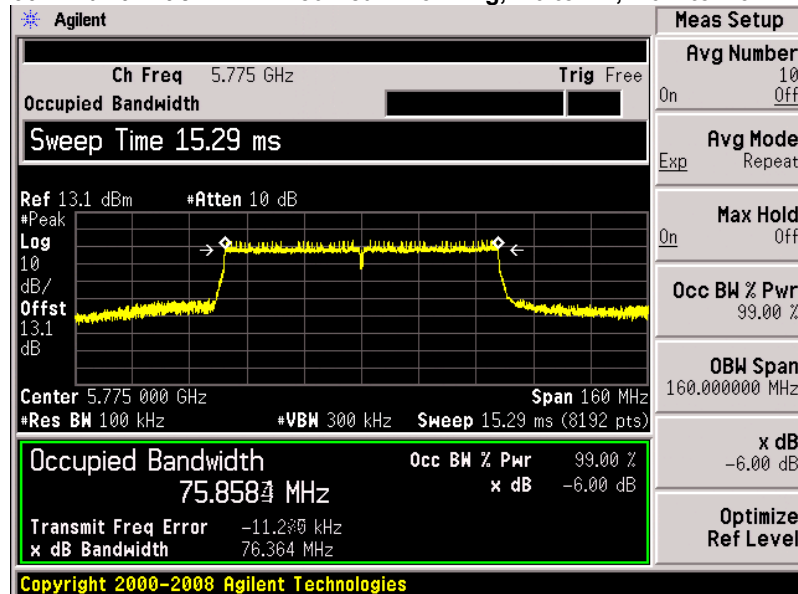 Agilent
Meas Setup
Ch Freq 5.775 GHz
Trig Free
Occupied Bandwidth
Sweep Time 15.29 ms
Ref 13.1 dBm #Atten 10 dB
#Peak
Log
10
dB/
Offst
13.1
dB
Center 5.775 000 GHz
Span 160 MHz
#Res BW 100 kHz #VBW 300 kHz Sweep 15.29 ms (8192 pts)
Occupied Bandwidth
MHz
Occ BW % Pwr 99.00 %
x dB -6.00 dB
Transmit Freq Error kHz
x dB Bandwidth 76.364 MHz
Copyright 2000-2008 Agilent Technologies
Avg Number
10
On Off
Avg Mode
Exp Repeat
Max Hold
On Off
Occ BW % Pwr
99.00 %
OBW Span
160.000000 MHz
x dB
-6.00 dB
Optimize
Ref Level